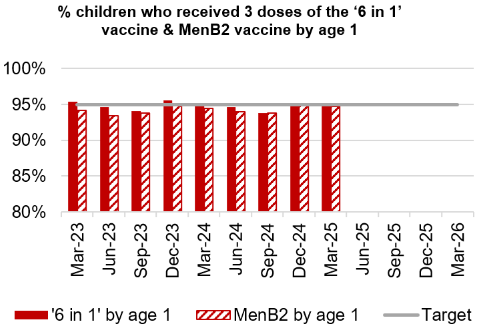 % children who received 3 doses of the ‘6 in 1’
vaccine & MenB2 vaccine by age 1
100%
95%
90%
85%
80%
Mar-23
Jun-23
Sep-23
Dec-23
Mar-24
Jun-24
Sep-24
Dec-24
Mar-25
Jun-25
Sep-25
Dec-25
Mar-26
'6 in 1' by age 1 MenB2 by age 1 Target